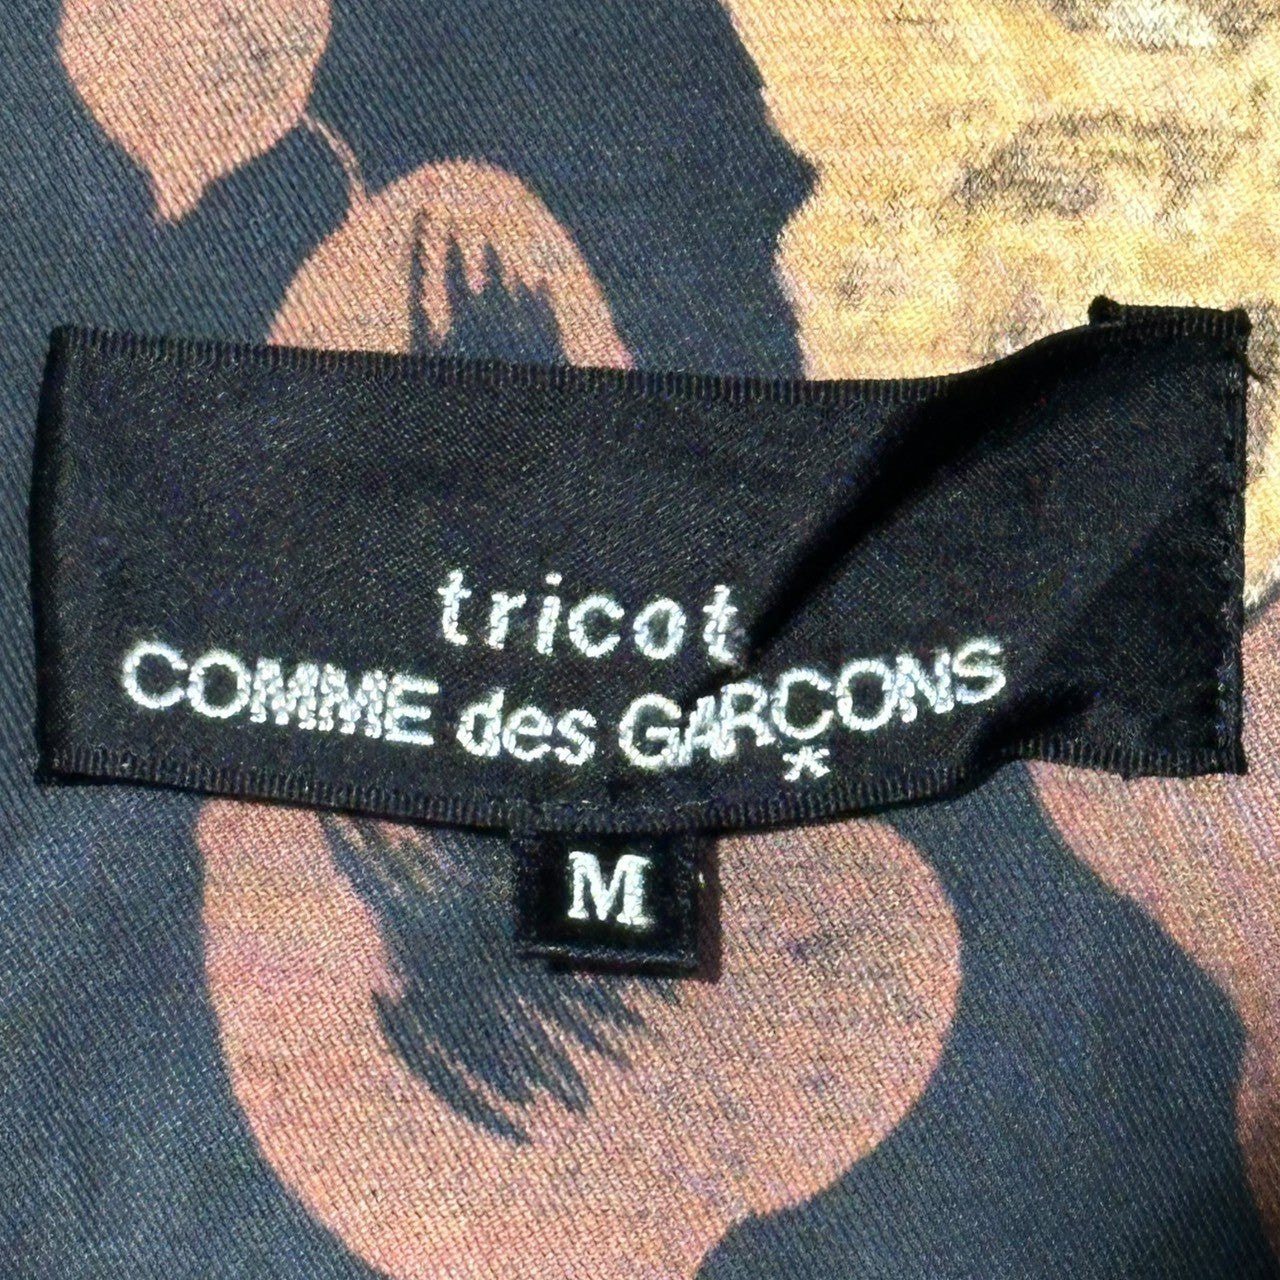 tricot
COMME des GARÇONS
*
M